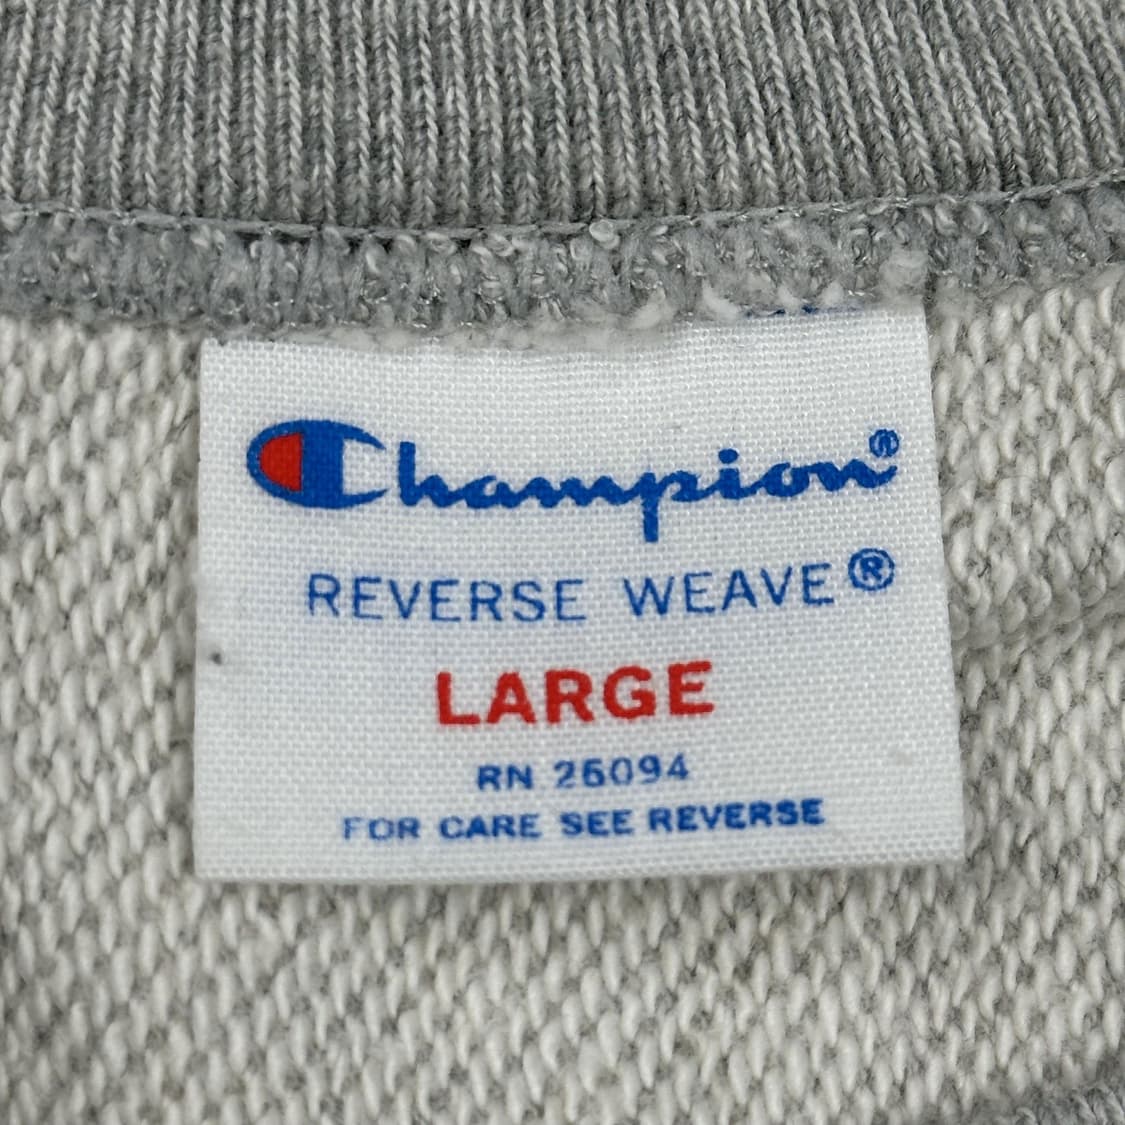 Champion®
REVERSE WEAVE®
LARGE
RN 26094
FOR CARE SEE REVERSE